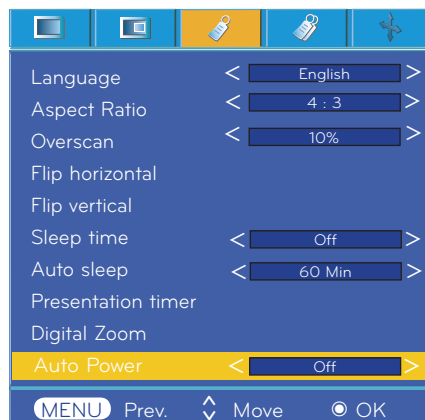 Language < English >
Aspect Ratio < 4 : 3 >
Overscan < 10% >
Flip horizontal
Flip vertical
Sleep time < Off >
Auto sleep < 60 Min >
Presentation timer
Digital Zoom
Auto Power < Off >
MENU Prev. Move OK